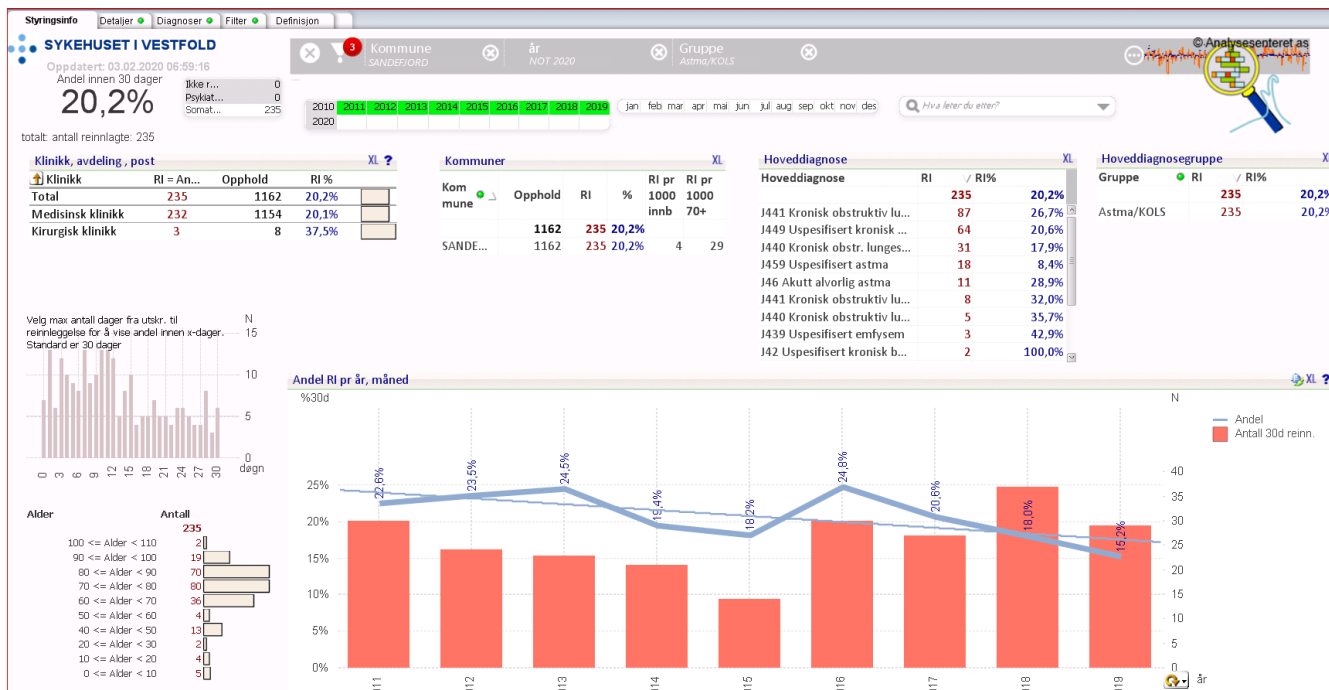 Styringsinfo Detaljer Diagnoser Filter Definisjon
SYKEHUSET I VESTFOLD
Oppdatert: 03.02.2020 06:59:16
3 Kommune år Gruppe
SANDEFJORD NOT 2020 Astma/KOLS
© Analysesenteret as
Andel innen 30 dager
20,2%
Ikke r... 0
Psykiat... 0
Somat... 235
totalt: antall reinnlagte: 235
2010 2011 2012 2013 2014 2015 2016 2017 2018 2019
2020
jan feb mar apr mai jun jul aug sep okt nov des
Hva leter du etter?
Klinikk, avdeling , post XL ?
Klinikk RI = An... Opphold RI %
Total 235 1162 20,2%
Medisinsk klinikk 232 1154 20,1%
Kirurgisk klinikk 3 8 37,5%
Kommuner XL
Kom mune Opphold RI % RI pr 1000 innb RI pr 1000 70+
1162 235 20,2%
SANDE... 1162 235 20,2% 4 29
Hoveddiagnose XL
Hoveddiagnose RI / RI%
235 20,2%
J441 Kronisk obstruktiv lu... 87 26,7%
J449 Uspesifisert kronisk ... 64 20,6%
J440 Kronisk obstr. lunges... 31 17,9%
J459 Uspesifisert astma 18 8,4%
J46 Akutt alvorlig astma 11 28,9%
J441 Kronisk obstruktiv lu... 8 32,0%
J440 Kronisk obstruktiv lu... 5 35,7%
J439 Uspesifisert emfysem 3 42,9%
J42 Uspesifisert kronisk b... 2 100,0%
Hoveddiagnosegruppe
Gruppe RI / RI%
235 20,2%
Astma/KOLS 235 20,2%
Velg max antall dager fra utskr. til
reinnleggelse for å vise andel innen x-dager.
Standard er 30 dager
N
15
10
5
0
0 3 6 9 12 15 18 21 24 27 30 døgn
Alder Antall
235
100 <= Alder < 110 2
90 <= Alder < 100 19
80 <= Alder < 90 70
70 <= Alder < 80 80
60 <= Alder < 70 36
50 <= Alder < 60 4
40 <= Alder < 50 13
20 <= Alder < 30 2
10 <= Alder < 20 4
0 <= Alder < 10 5
Andel RI pr år, måned XL ?
%30d N
Andel
Antall 30d reinn.
22,6% 23,5% 24,5% 19,4% 18,2% 24,8% 20,6% 18,0% 15,2%
25%
20%
15%
10%
5%
0%
40
35
30
25
20
15
10
5
0
011 012 013 014 015 016 017 018 019 år